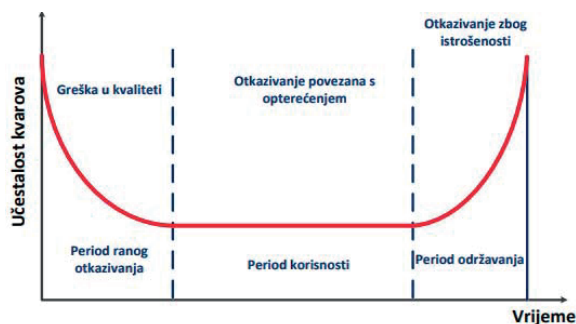 Otkazivanje zbog
istrošenosti
Greška u kvaliteti
Otkazivanje povezana s
opterećenjem
Učestalost kvarova
Period ranog
otkazivanja
Period korisnosti
Period održavanja
Vrijeme